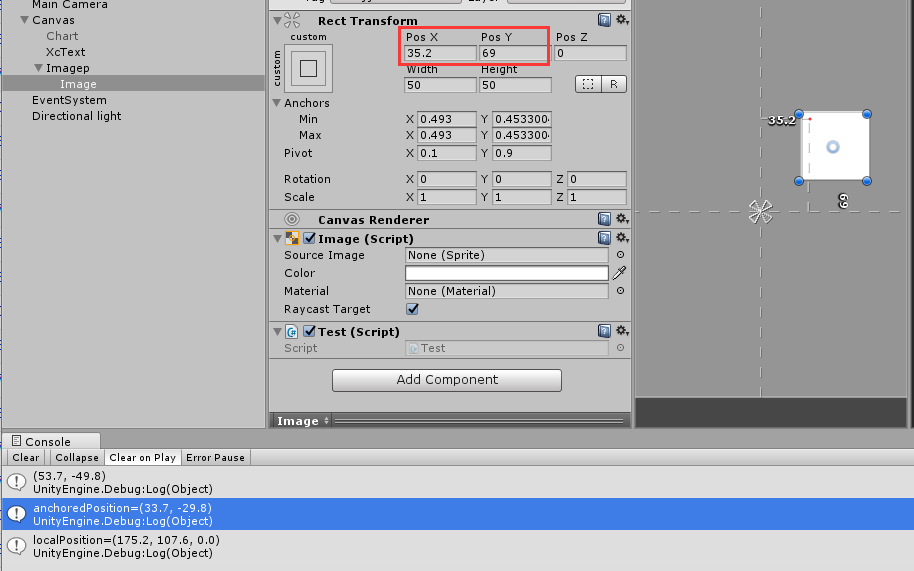 Main Camera
Canvas
Chart
XcText
Imagep
Image
EventSystem
Directional light
Rect Transform
custom
custom
Pos X
Pos Y
Pos Z
35.2
69
0
Width
Height
50
50
R
Anchors
Min
X
0.493
Y
0.453300
Max
X
0.493
Y
0.453300
Pivot
X
0.1
Y
0.9
Rotation
X
0
Y
0
Z
0
Scale
X
1
Y
1
Z
1
Canvas Renderer
Image (Script)
Source Image
None (Sprite)
Color
Material
None (Material)
Raycast Target
Test (Script)
Script
Test
Add Component
Image
35.2
Console
Clear
Collapse
Clear on Play
Error Pause
(53.7, -49.8)
UnityEngine.Debug:Log(Object)
anchoredPosition=(33.7, -29.8)
UnityEngine.Debug:Log(Object)
localPosition=(175.2, 107.6, 0.0)
UnityEngine.Debug:Log(Object)